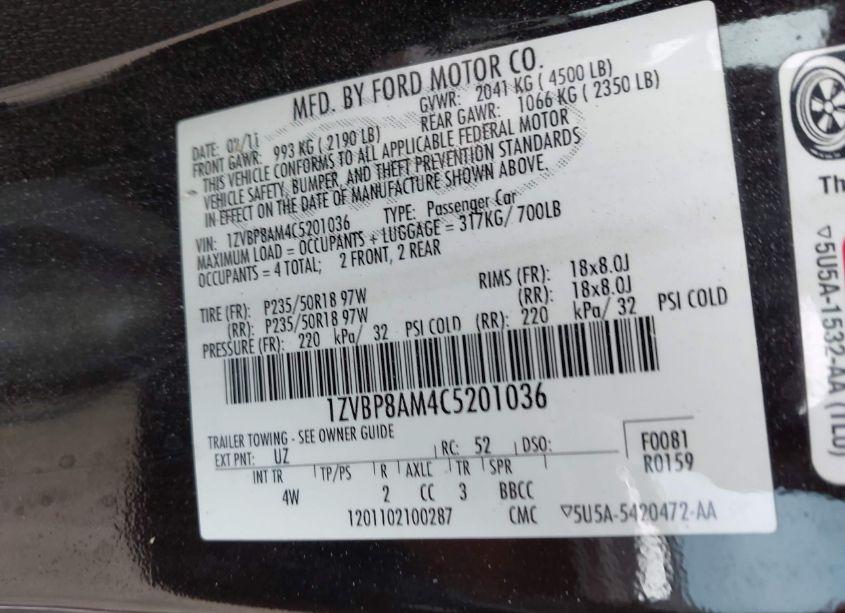 MFD. BY FORD MOTOR CO.
DATE: 02/11 GVWR: 2041 KG ( 4500 LB)
FRONT GAWR: 993 KG ( 2190 LB) REAR GAWR: 1066 KG ( 2350 LB)
THIS VEHICLE CONFORMS TO ALL APPLICABLE FEDERAL MOTOR
VEHICLE SAFETY, BUMPER, AND THEFT PREVENTION STANDARDS
IN EFFECT ON THE DATE OF MANUFACTURE SHOWN ABOVE.
VIN: 1ZVBP8AM4C5201036 TYPE: Passenger Car
MAXIMUM LOAD = OCCUPANTS + LUGGAGE = 317KG/ 700LB
OCCUPANTS = 4 TOTAL; 2 FRONT, 2 REAR
TIRE (FR): P235/50R18 97W RIMS (FR): 18x8.0J
(RR): P235/50R18 97W (RR): 18x8.0J
PRESSURE (FR): 220 kPa/ 32 PSI COLD (RR): 220 kPa/ 32 PSI COLD
1ZVBP8AM4C5201036
TRAILER TOWING - SEE OWNER GUIDE
EXT PNT: UZ RC: 52 DSO: F0081
INT TR TP/PS R AXLE TR SPR R0159
4W 2 CC 3 BBCC
1201102100287 CMC ▽5U5A-5420472-AA
Th
▽5U5A-1532-AA (TLU)